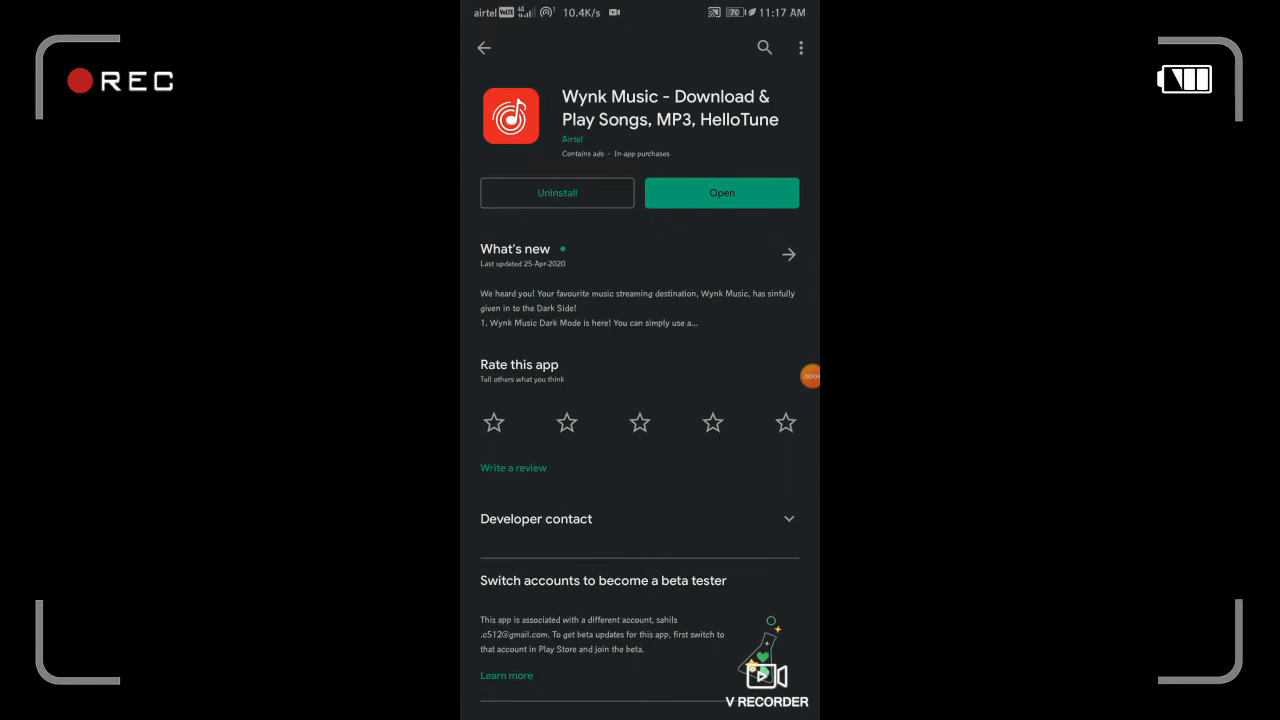 airtel VoLTE 4G 1 10.4K/s 70 11:17 AM
REC
Wynk Music - Download &
Play Songs, MP3, HelloTune
Airtel
Contains ads • In-app purchases
Uninstall Open
What's new
Last updated 25-Apr-2020
We heard you! Your favourite music streaming destination, Wynk Music, has sinfully
given in to the Dark Side!
1. Wynk Music Dark Mode is here! You can simply use a...
Rate this app
Tell others what you think
Write a review
Developer contact
Switch accounts to become a beta tester
This app is associated with a different account, sahils
.c512@gmail.com. To get beta updates for this app, first switch to
that account in Play Store and join the beta.
Learn more
V RECORDER